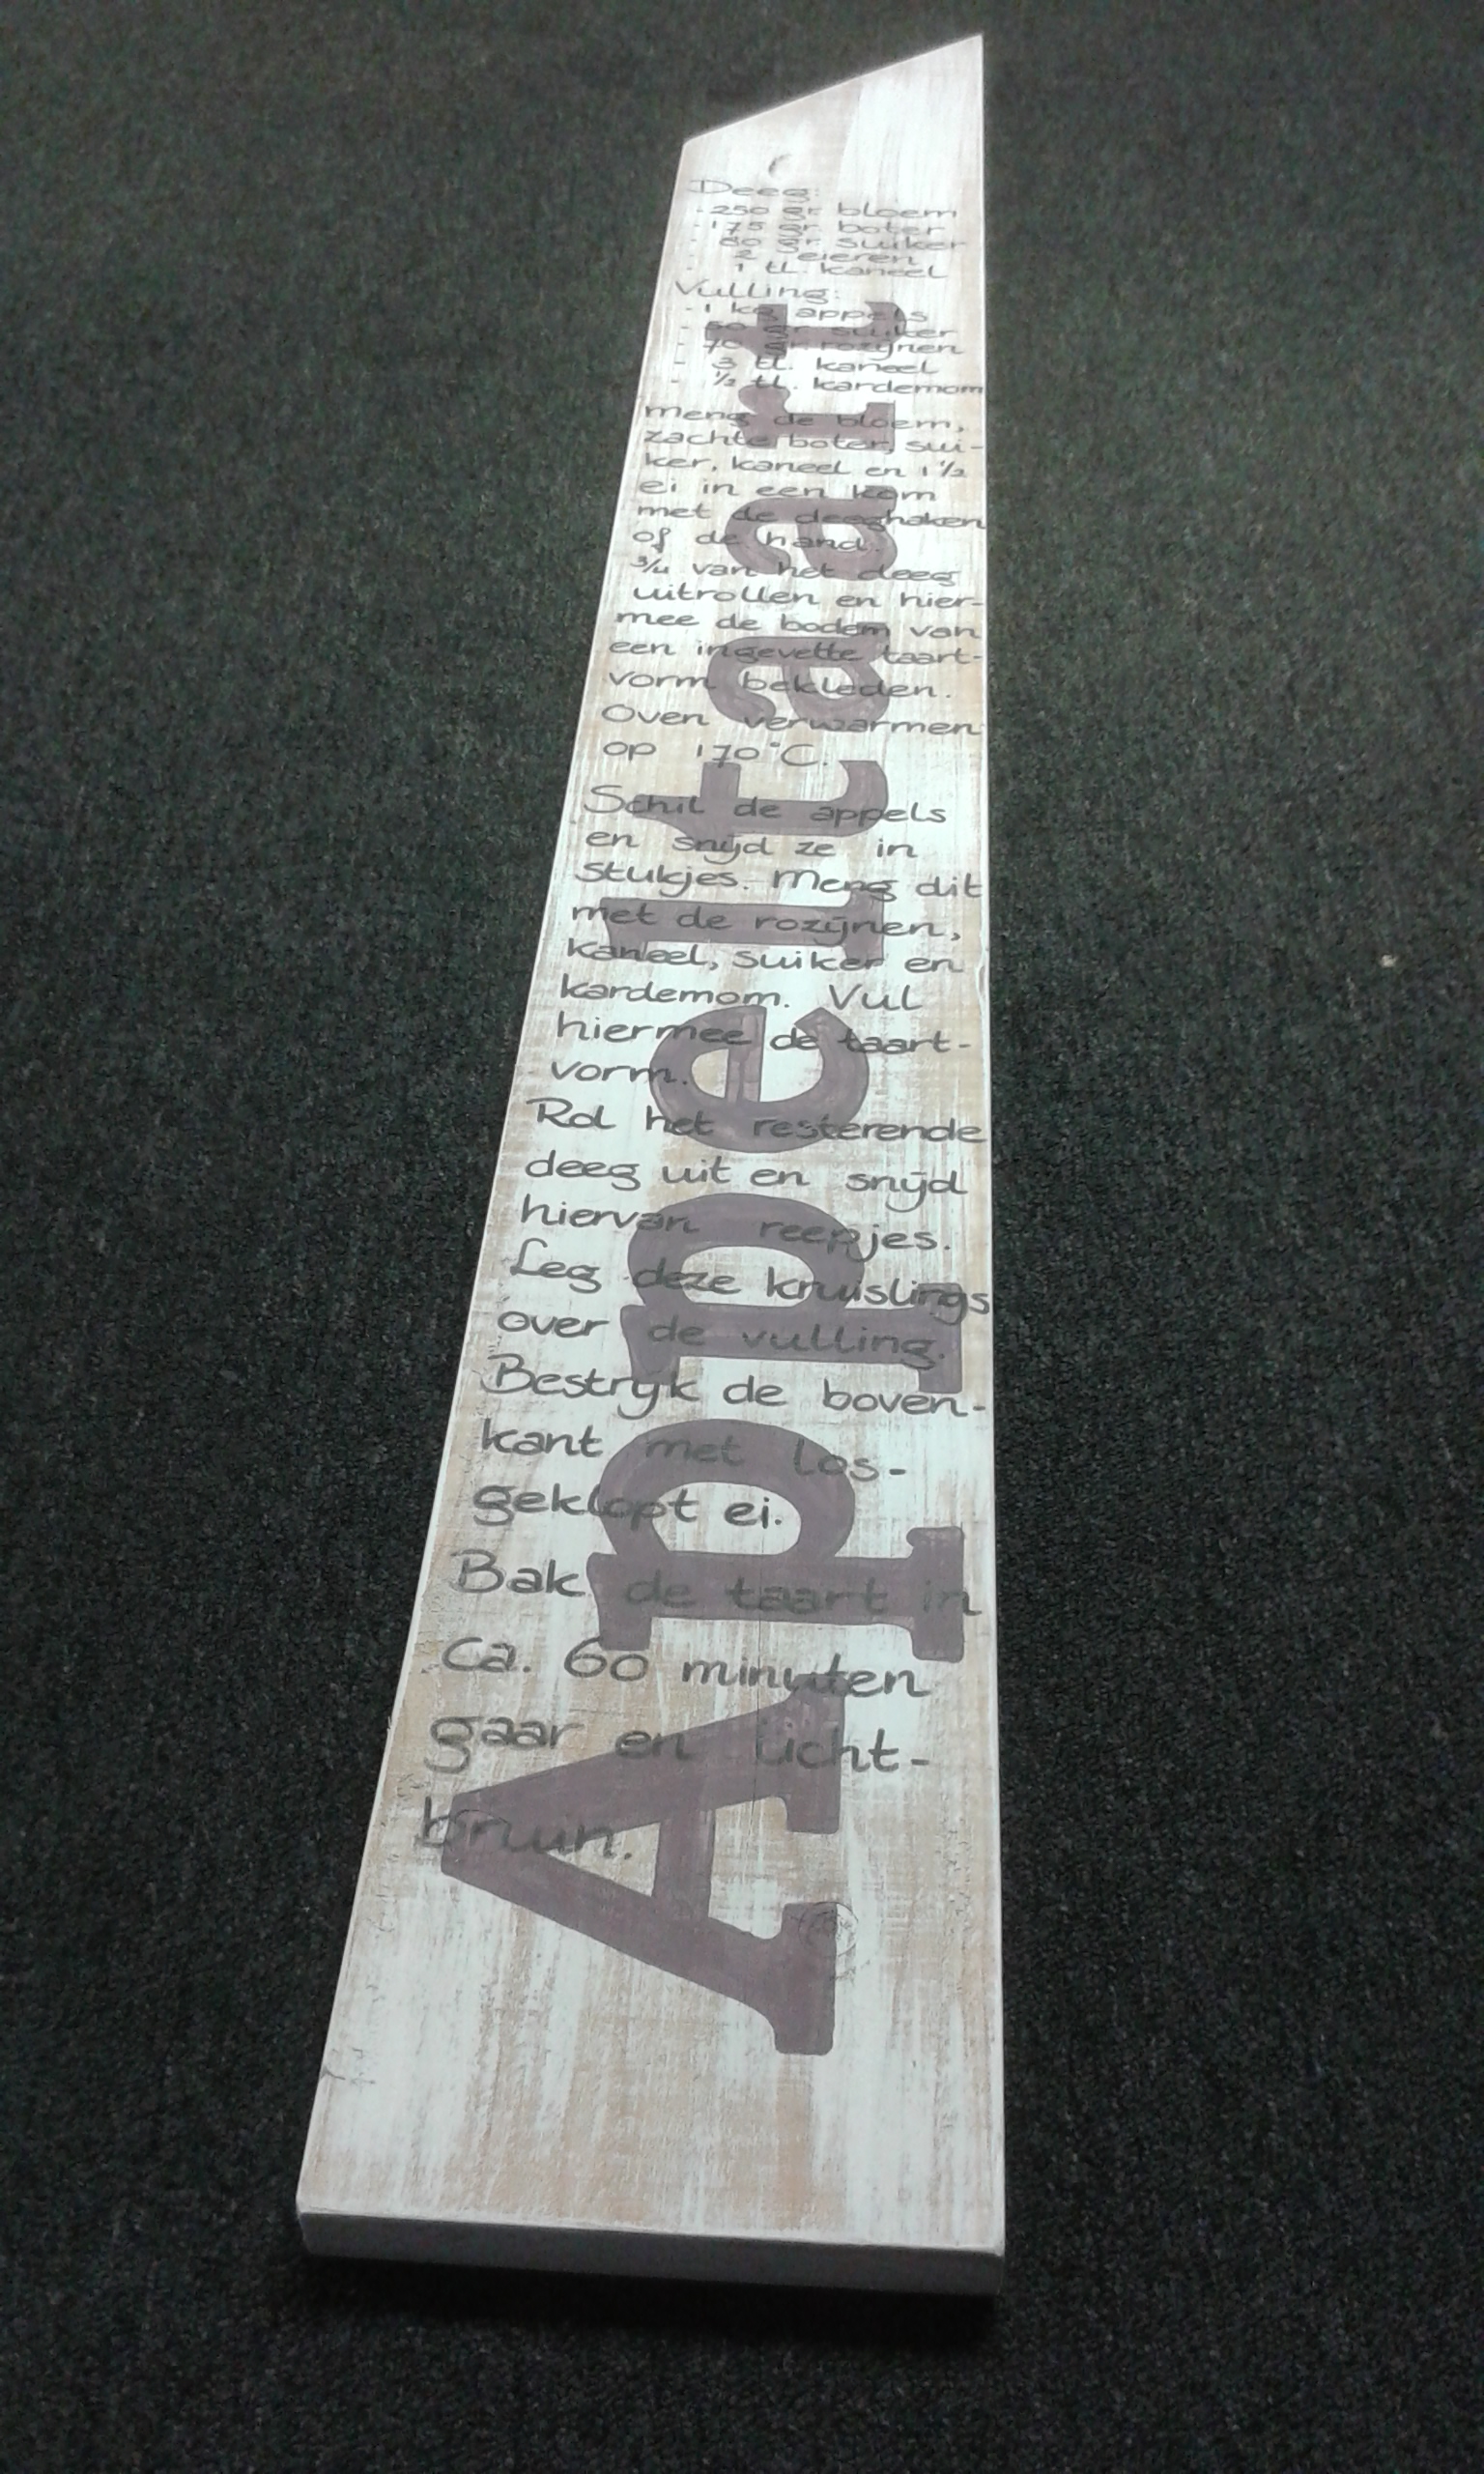 Appeltaart
Deeg:
- 250 gr. bloem
- 175 gr. boter
- 80 gr. suiker
- 2 eieren
- 1 tl. kaneel
Vulling:
- 1 kg appels
- 50 gr. suiker
- 75 gr. rozijnen
- 3 tl. kaneel
- ½ tl. kardemom
Meng de bloem,
zachte boter, sui-
ker, kaneel en 1½
ei in een kom
met de deeghaken
of de hand.
¾ van het deeg
uitrollen en hier-
mee de bodem van
een ingevette taart-
vorm bekleden.
Oven verwarmen
op 170°C.
Schil de appels
en snijd ze in
stukjes. Meng dit
met de rozijnen,
kaneel, suiker en
kardemom. Vul
hiermee de taart-
vorm.
Rol het resterende
deeg uit en snijd
hiervan reepjes.
Leg deze kruislings
over de vulling.
Bestrijk de boven-
kant met los-
geklopt ei.
Bak de taart in
ca. 60 minuten
gaar en licht-
bruin.